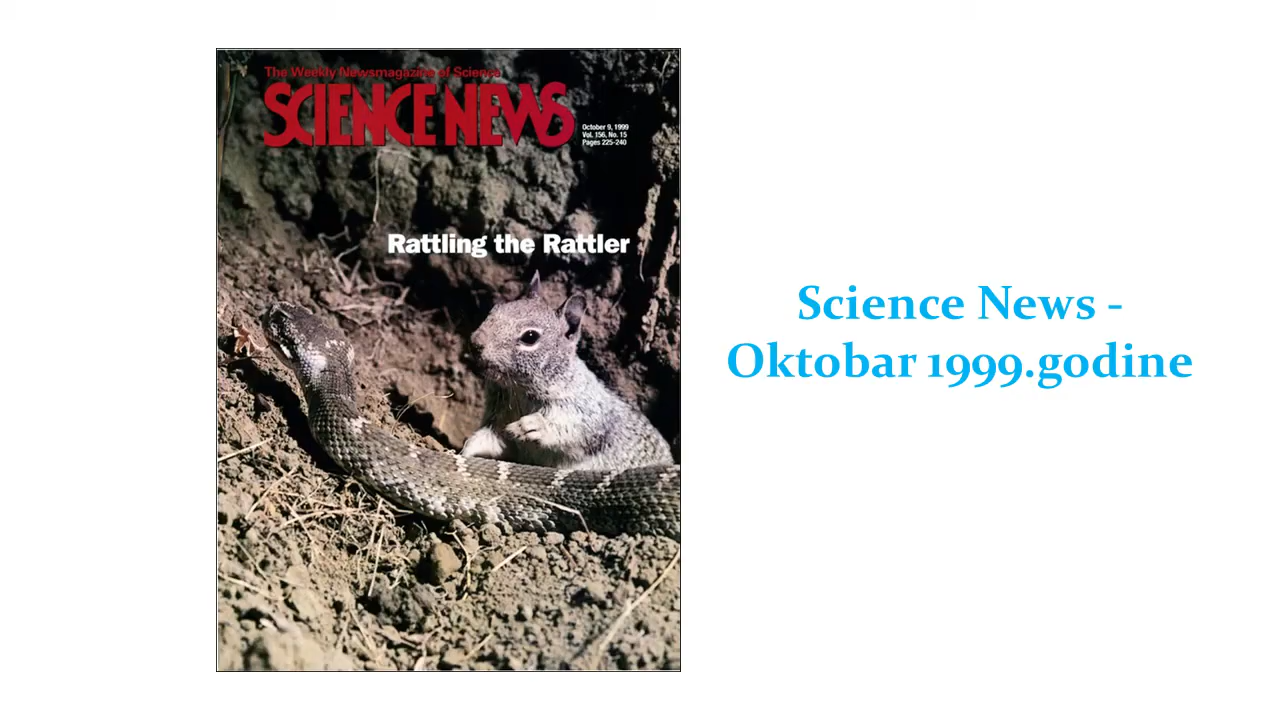 The Weekly Newsmagazine of Science
SCIENCE NEWS
October 9, 1999
Vol. 156, No. 15
Pages 225-240
Rattling the Rattler
Science News -
Oktobar 1999.godine